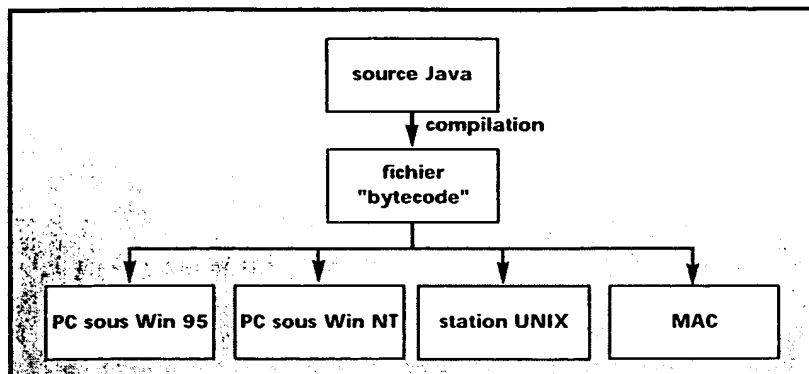 source Java
compilation
fichier
"bytecode"
PC sous Win 95
PC sous Win NT
station UNIX
MAC